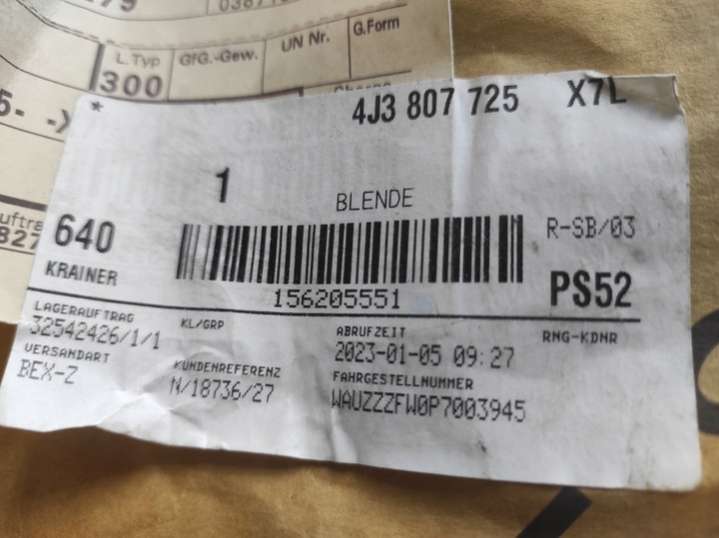 L.Typ GfG.-Gew. UN Nr. G.Form
300
* 4J3 807 725 X7L
1 BLENDE
640 R-SB/03
KRAINER 156205551 PS52
LAGERAUFTRAG KL/GRP ABRUFZEIT RNG-KDNR
32542426/1/1 2023-01-05 09:27
VERSANDART KUNDENREFERENZ FAHRGESTELLNUMMER
BEX-Z N/18736/27 WAUZZZFW0P7003945